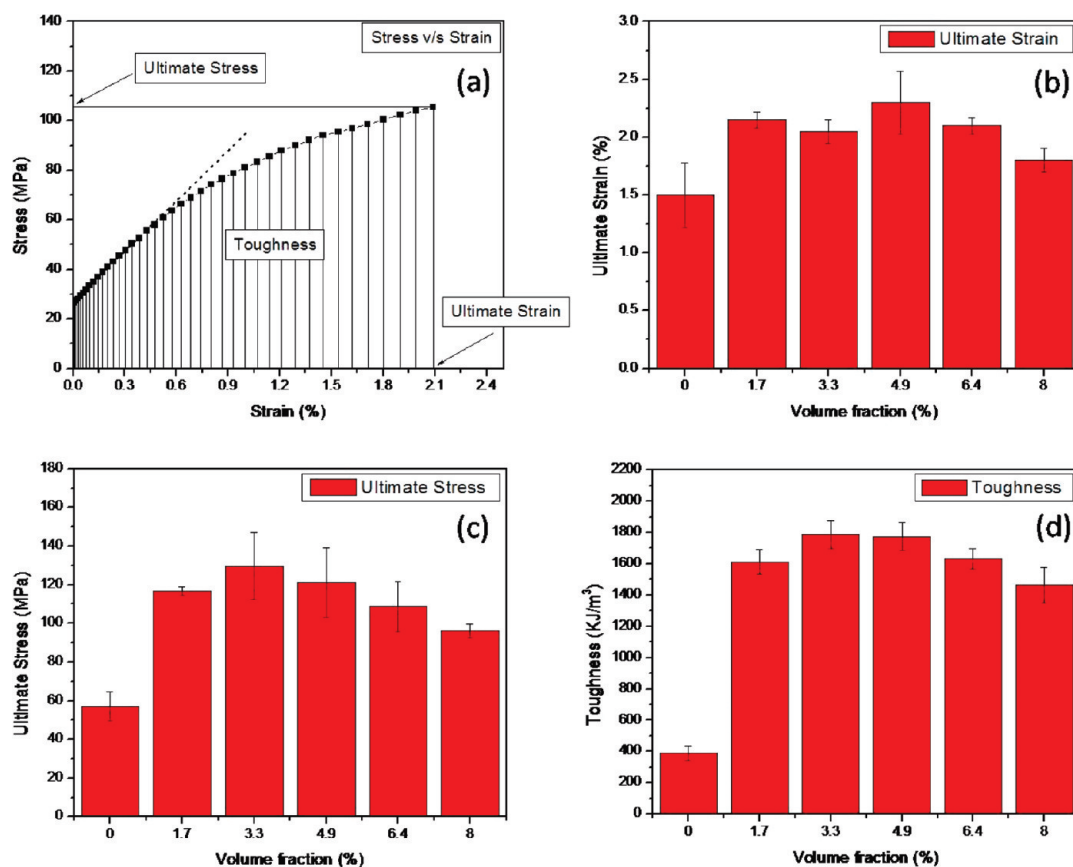 140
120
100
80
60
40
20
0
Stress (MPa)
Stress v/s Strain
(a)
Ultimate Stress
Toughness
Ultimate Strain
0.0 0.3 0.6 0.9 1.2 1.5 1.8 2.1 2.4
Strain (%)
3.0
2.5
2.0
1.5
1.0
0.5
0.0
Ultimate Strain (%)
Ultimate Strain
(b)
0 1.7 3.3 4.9 6.4 8
Volume fraction (%)
180
160
140
120
100
80
60
40
20
0
Ultimate Stress (MPa)
Ultimate Stress
(c)
0 1.7 3.3 4.9 6.4 8
Volume fraction (%)
2200
2000
1800
1600
1400
1200
1000
800
600
400
200
0
Toughness (KJ/m³)
Toughness
(d)
0 1.7 3.3 4.9 6.4 8
Volume fraction (%)